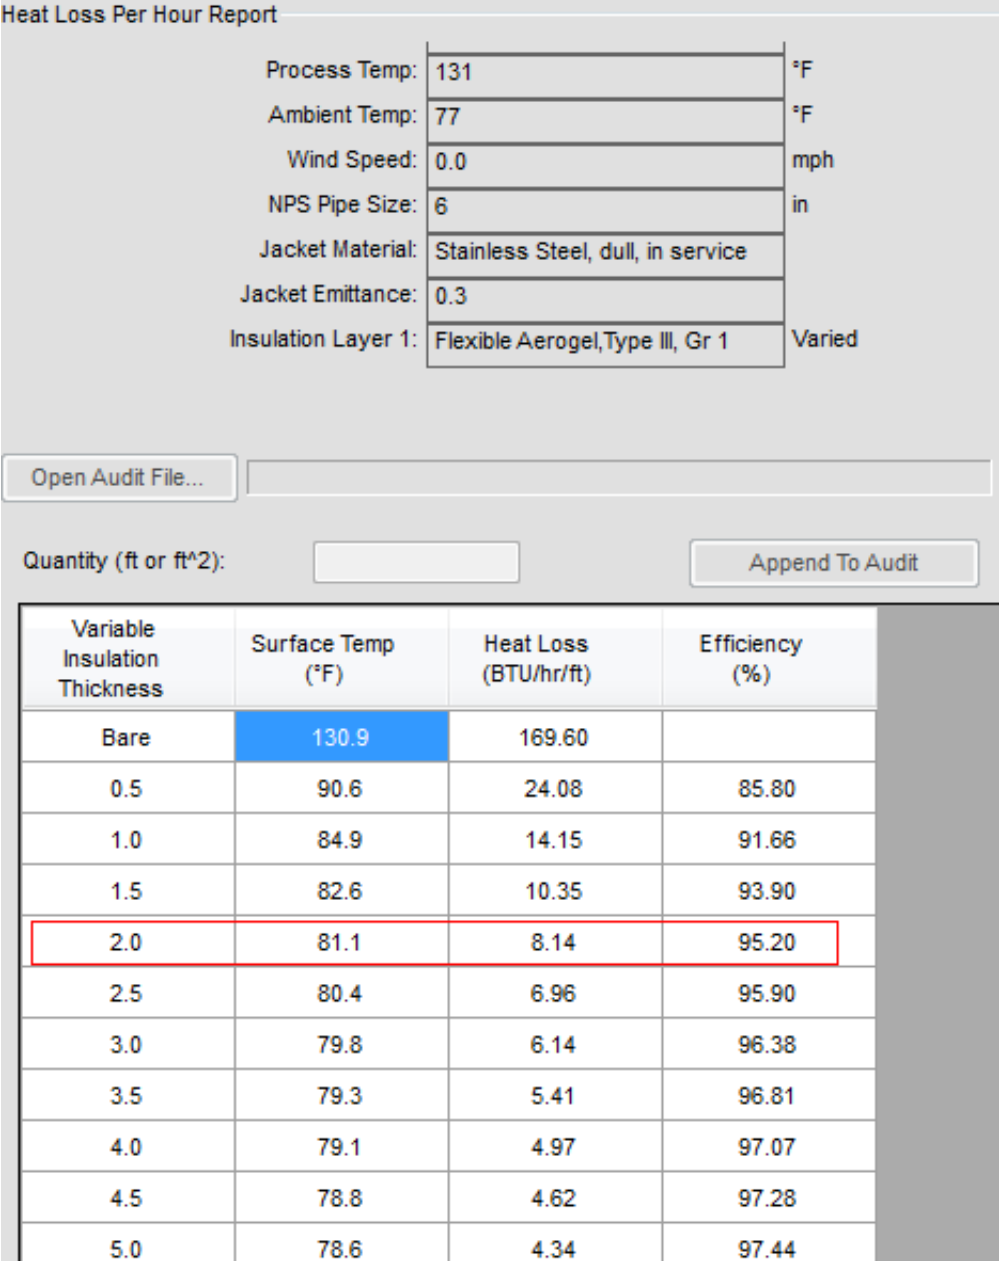 Heat Loss Per Hour Report
Process Temp: 131 °F
Ambient Temp: 77 °F
Wind Speed: 0.0 mph
NPS Pipe Size: 6 in
Jacket Material: Stainless Steel, dull, in service
Jacket Emittance: 0.3
Insulation Layer 1: Flexible Aerogel,Type III, Gr 1 Varied
Open Audit File...
Quantity (ft or ft^2): Append To Audit
Variable Insulation Thickness Surface Temp (°F) Heat Loss (BTU/hr/ft) Efficiency (%)
Bare 130.9 169.60
0.5 90.6 24.08 85.80
1.0 84.9 14.15 91.66
1.5 82.6 10.35 93.90
2.0 81.1 8.14 95.20
2.5 80.4 6.96 95.90
3.0 79.8 6.14 96.38
3.5 79.3 5.41 96.81
4.0 79.1 4.97 97.07
4.5 78.8 4.62 97.28
5.0 78.6 4.34 97.44